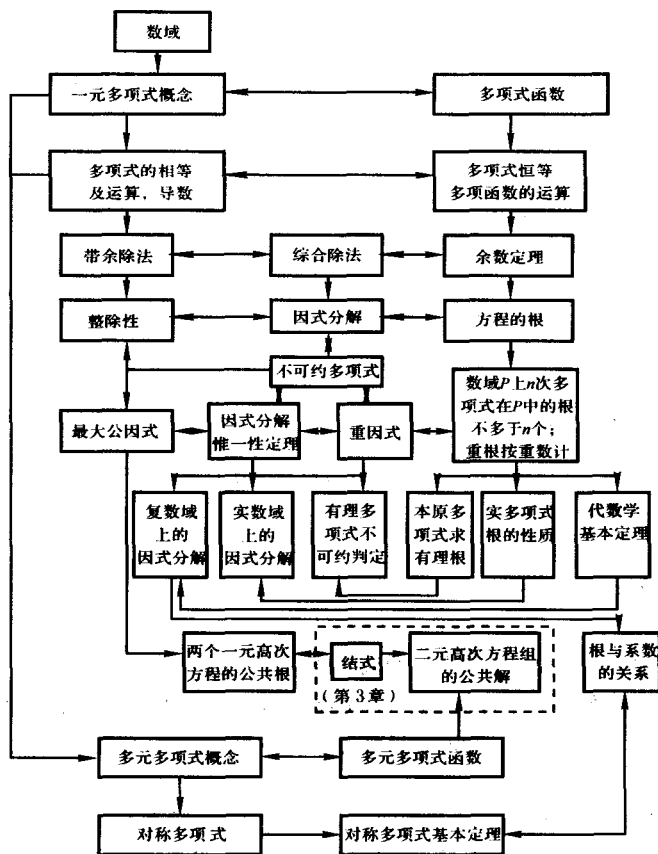 数域
一元多项式概念
多项式函数
多项式的相等
及运算，导数
多项式恒等
多项函数的运算
带余除法
综合除法
余数定理
整除性
因式分解
方程的根
不可约多项式
数域P上n次多
项式在P中的根
不多于n个；
重根按重数计
最大公因式
因式分解
惟一性定理
重因式
复数域
上的
因式分解
实数域
上的
因式分解
有理多
项式不
可约判定
本原多
项式求
有理根
实多项式
根的性质
代数学
基本定理
两个一元高次
方程的公共根
结式
二元高次方程组
的公共解
（第3章）
根与系数
的关系
多元多项式概念
多元多项式函数
对称多项式
对称多项式基本定理